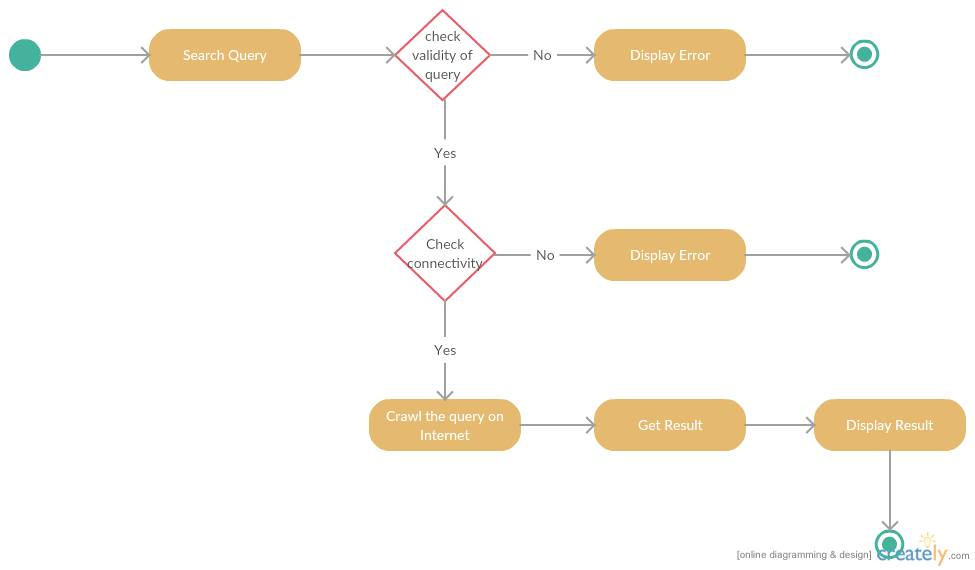 check
validity of
query
Search Query
No
Display Error
Yes
Check
connectivity
No
Display Error
Yes
Crawl the query on
Internet
Get Result
Display Result
[online diagramming & design]
creately.com